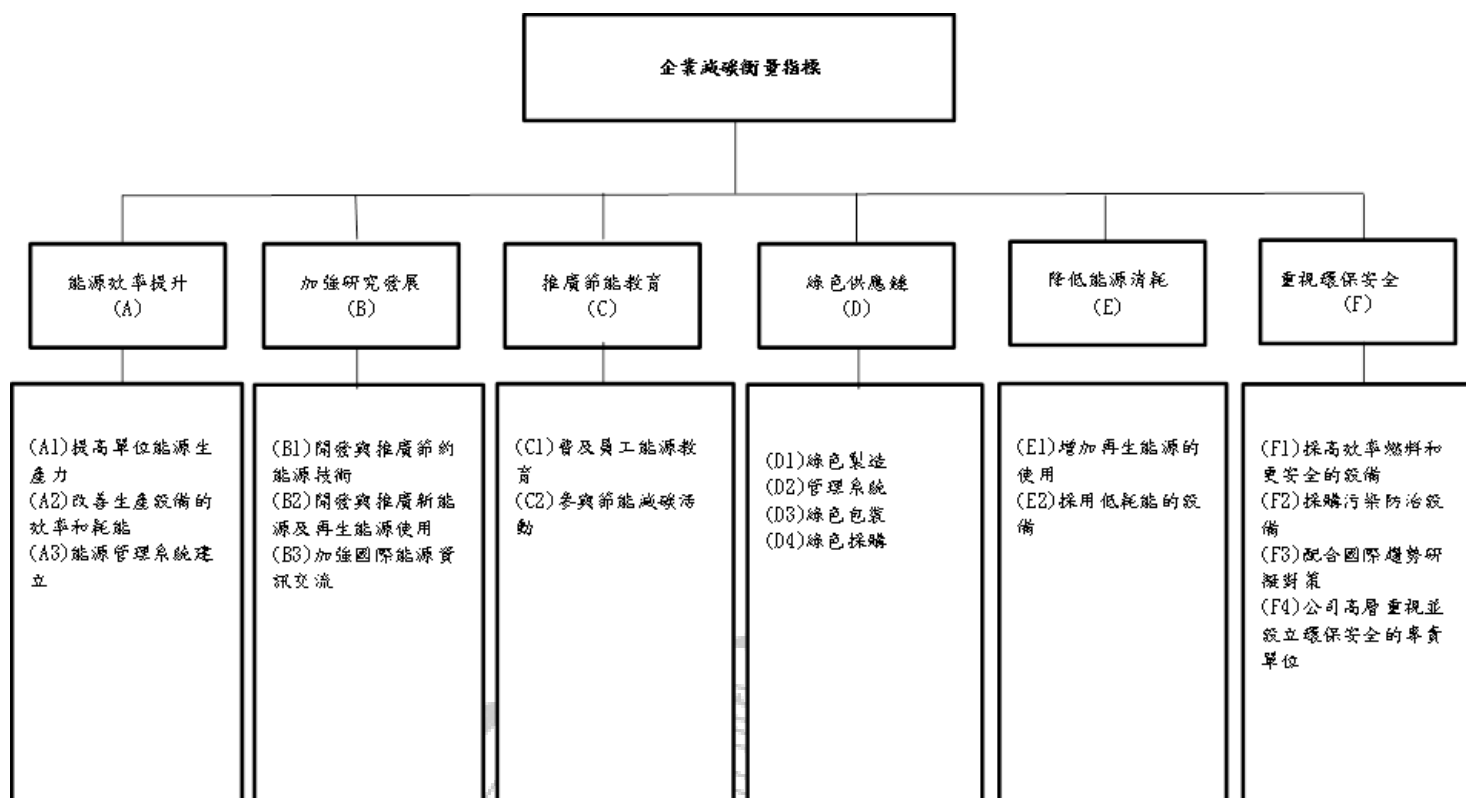 企業減碳衡量指標
能源效率提升
(A)
加強研究發展
(B)
推廣節能教育
(C)
綠色供應鏈
(D)
降低能源消耗
(E)
重視環保安全
(F)
(A1)提高單位能源生
產力
(A2)改善生產設備的
效率和耗能
(A3)能源管理系統建
立
(B1)開發與推廣節約
能源技術
(B2)開發與推廣新能
源及再生能源使用
(B3)加強國際能源資
訊交流
(C1)普及員工能源教
育
(C2)參與節能減碳活
動
(D1)綠色製造
(D2)管理系統
(D3)綠色包裝
(D4)綠色採購
(E1)增加再生能源的
使用
(E2)採用低耗能的設
備
(F1)採高效率燃料和
更安全的設備
(F2)採購污染防治設
備
(F3)配合國際趨勢研
擬對策
(F4)公司高層重視並
設立環保安全的專責
單位